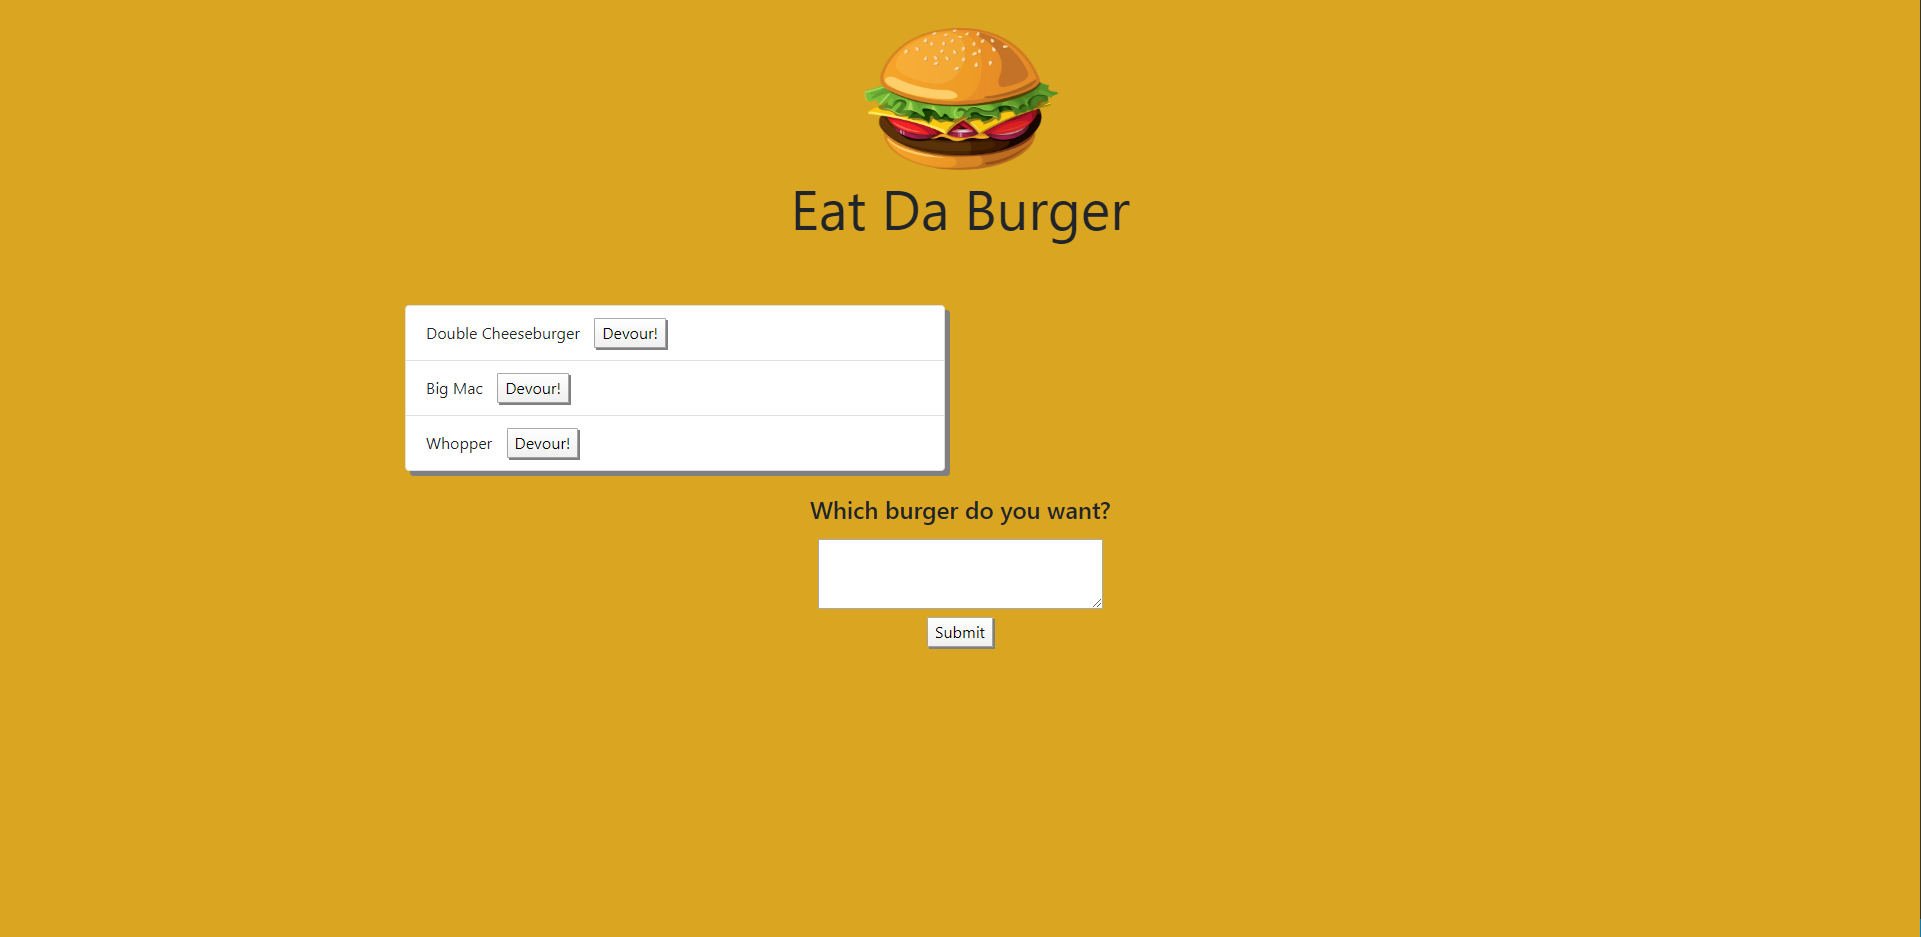 Eat Da Burger
Double Cheeseburger Devour!
Big Mac Devour!
Whopper Devour!
Which burger do you want?
Submit